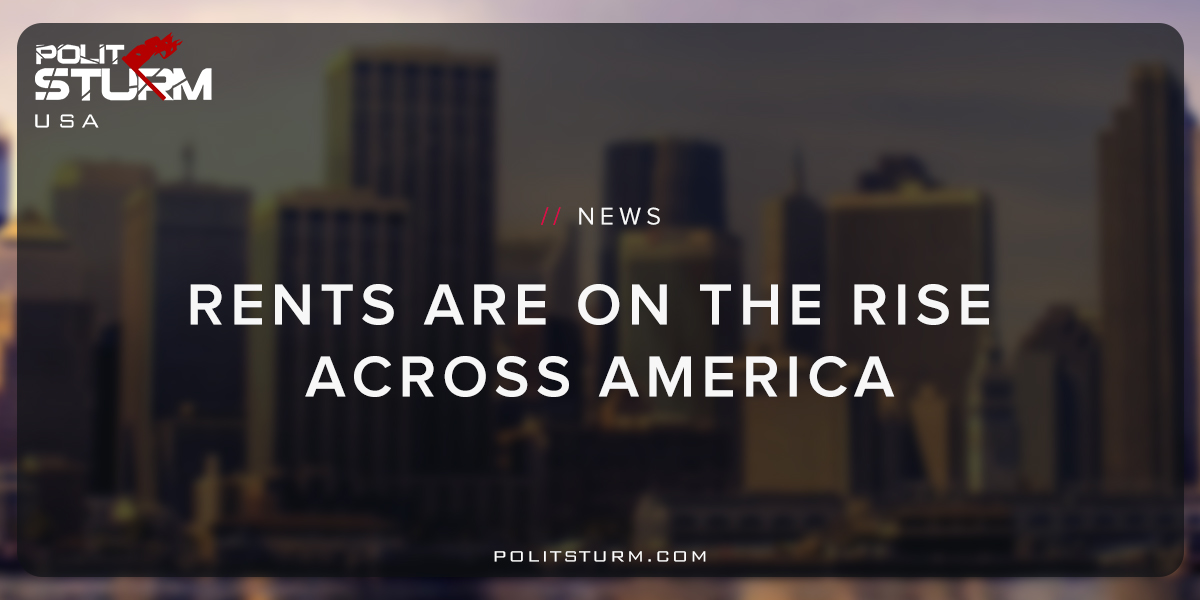 POLIT
STURM
USA
// NEWS
RENTS ARE ON THE RISE
ACROSS AMERICA
POLITSTURM.COM